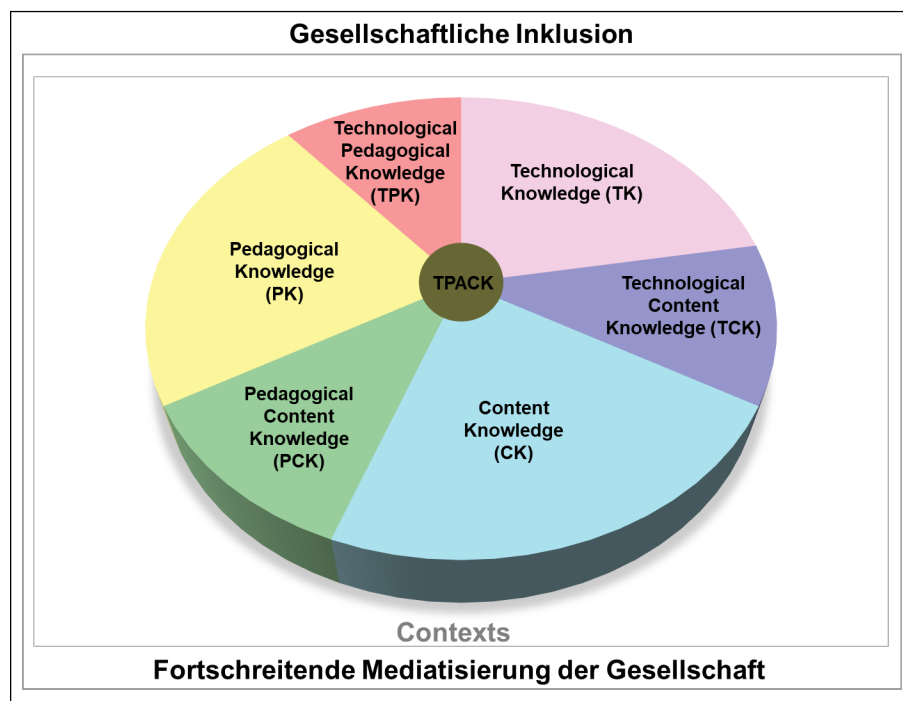 Gesellschaftliche Inklusion
Technological
Pedagogical
Knowledge
(TPK)
Technological
Knowledge (TK)
Pedagogical
Knowledge
(PK)
TPACK
Technological
Content
Knowledge (TCK)
Pedagogical
Content
Knowledge
(PCK)
Content
Knowledge
(CK)
Contexts
Fortschreitende Mediatisierung der Gesellschaft